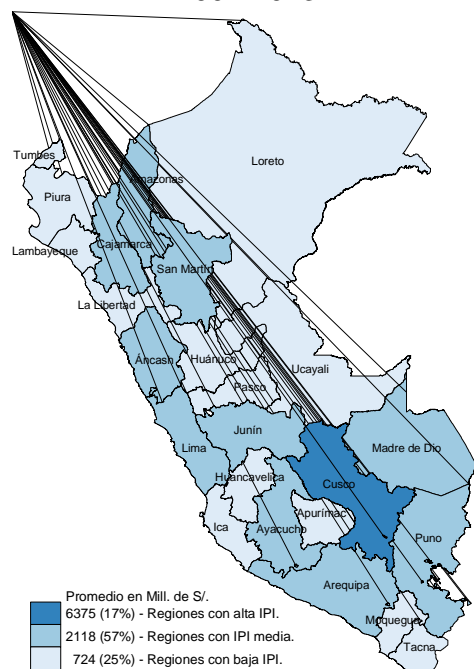 Tumbes
Loreto
Amazonas
Piura
Cajamarca
Lambayeque
San Martín
La Libertad
Áncash
Huánuco
Ucayali
Pasco
Junín
Lima
Madre de Dio
Huancavelica
Cusco
Ica
Apurímac
Ayacucho
Puno
Arequipa
Moquegua
Tacna
Promedio en Mill. de S/.
6375 (17%) - Regiones con alta IPI.
2118 (57%) - Regiones con IPI media.
724 (25%) - Regiones con baja IPI.